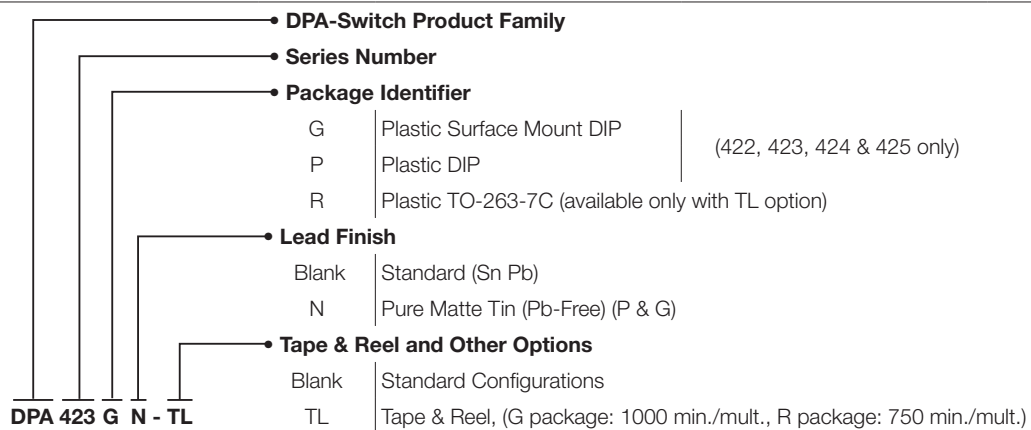 DPA-Switch Product Family
Series Number
Package Identifier
G Plastic Surface Mount DIP
(422, 423, 424 & 425 only)
P Plastic DIP
R Plastic TO-263-7C (available only with TL option)
Lead Finish
Blank Standard (Sn Pb)
N Pure Matte Tin (Pb-Free) (P & G)
Tape & Reel and Other Options
Blank Standard Configurations
DPA 423 G N - TL
TL Tape & Reel, (G package: 1000 min./mult., R package: 750 min./mult.)